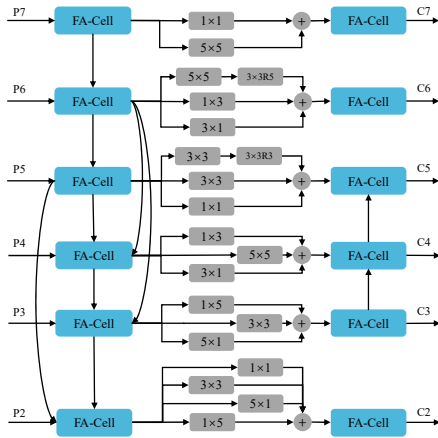 P7 FA-Cell 1×1 + FA-Cell C7
5×5
P6 FA-Cell 5×5 3×3R5 + FA-Cell C6
1×3
3×1
P5 FA-Cell 3×3 3×3R3 + FA-Cell C5
3×3
1×1
P4 FA-Cell 1×3 5×5 + FA-Cell C4
3×1
P3 FA-Cell 1×5 3×3 + FA-Cell C3
5×1
1×1
3×3
5×1
P2 FA-Cell 1×5 + FA-Cell C2